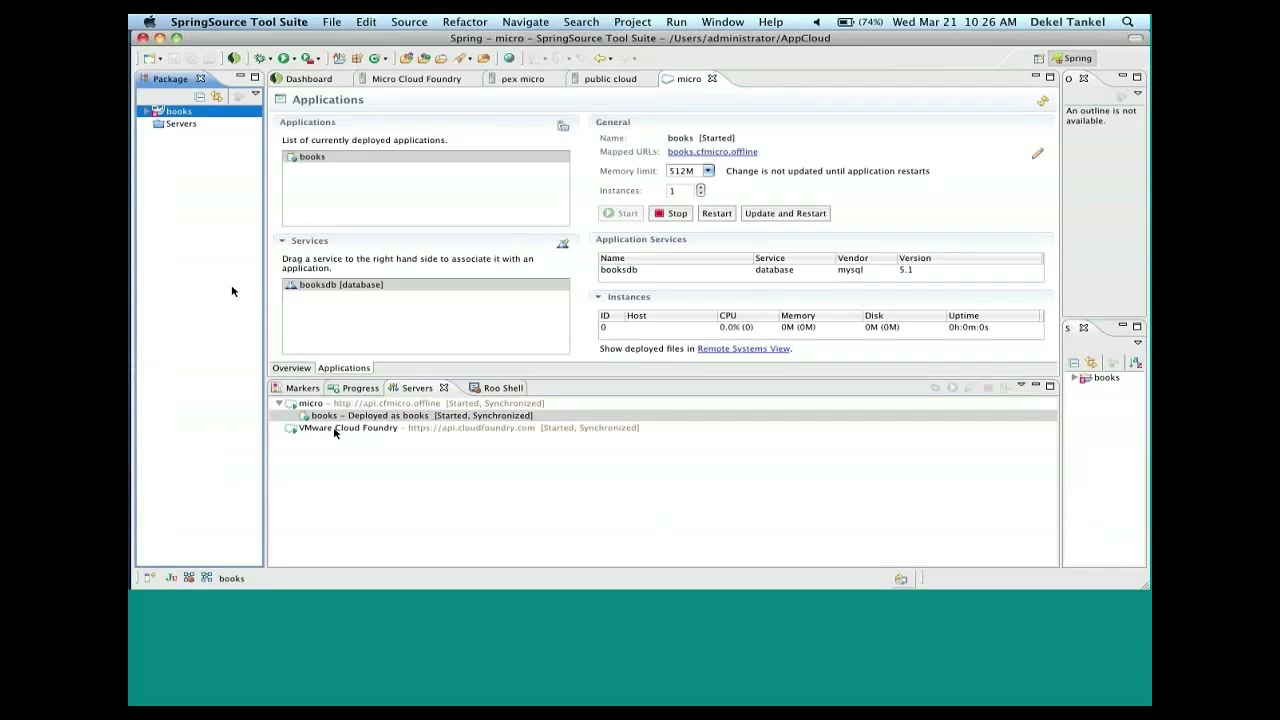 SpringSource Tool Suite File Edit Source Refactor Navigate Search Project Run Window Help (74%) Wed Mar 21 10:26 AM Dekel Tankel
Spring – micro – SpringSource Tool Suite – /Users/administrator/AppCloud
Spring
Package
books
Servers
Dashboard Micro Cloud Foundry pex micro public cloud micro
Applications
Applications
List of currently deployed applications.
books
Services
Drag a service to the right hand side to associate it with an
application.
booksdb [database]
General
Name: books [Started]
Mapped URLs: books.cfmicro.offline
Memory limit: 512M Change is not updated until application restarts
Instances: 1
Start Stop Restart Update and Restart
Application Services
Name Service Vendor Version
booksdb database mysql 5.1
Instances
ID Host CPU Memory Disk Uptime
0 0.0% (0) 0M (0M) 0M (0M) 0h:0m:0s
Show deployed files in Remote Systems View.
Overview Applications
Markers Progress Servers Roo Shell
micro – http://api.cfmicro.offline [Started, Synchronized]
books – Deployed as books [Started, Synchronized]
VMware Cloud Foundry – https://api.cloudfoundry.com [Started, Synchronized]
O
An outline is not
available.
S
books
Ju books